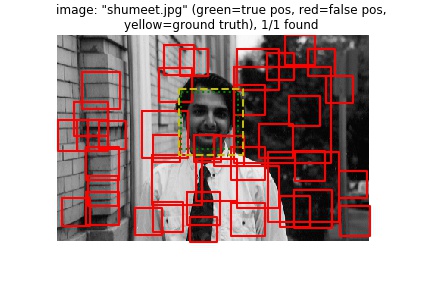 image: "shumeet.jpg" (green=true pos, red=false pos,
yellow=ground truth), 1/1 found